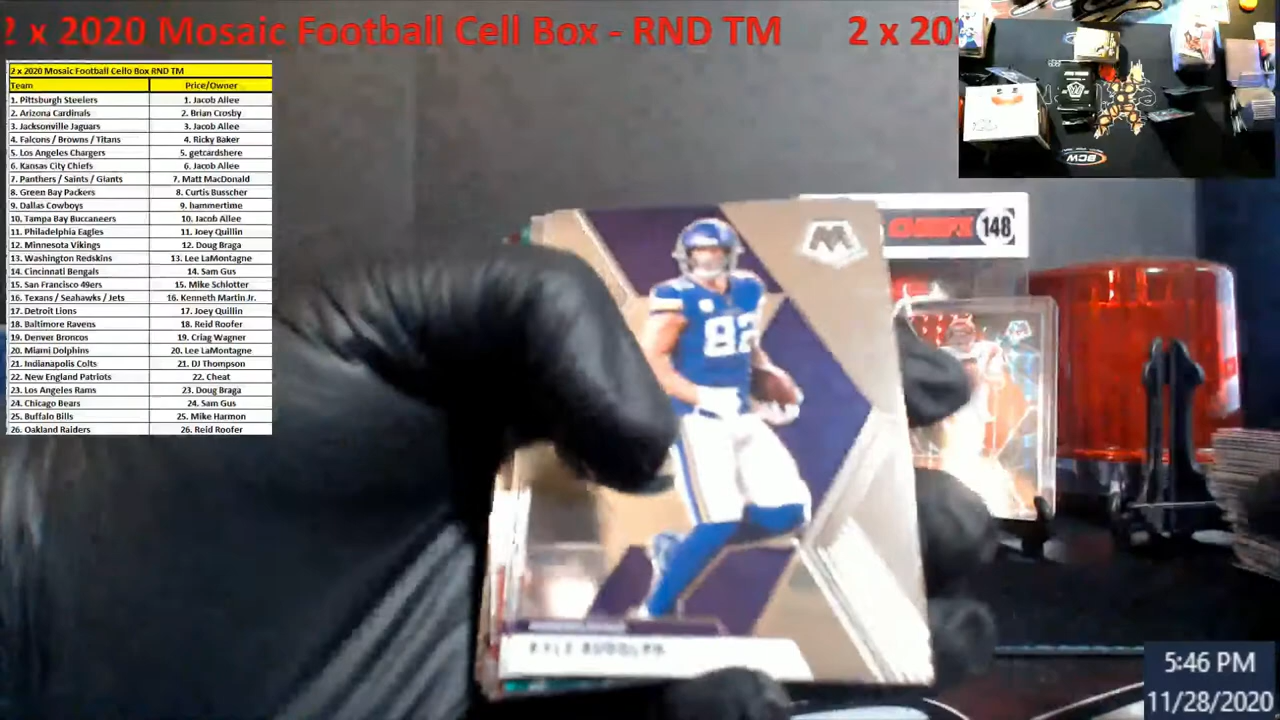 2 x 2020 Mosaic Football Cell Box - RND TM 2 x 20
2 x 2020 Mosaic Football Cello Box RND TM
Team Price/Owner
1. Pittsburgh Steelers 1. Jacob Allee
2. Arizona Cardinals 2. Brian Crosby
3. Jacksonville Jaguars 3. Jacob Allee
4. Falcons / Browns / Titans 4. Ricky Baker
5. Los Angeles Chargers 5. getcardshere
6. Kansas City Chiefs 6. Jacob Allee
7. Panthers / Saints / Giants 7. Matt MacDonald
8. Green Bay Packers 8. Curtis Busscher
9. Dallas Cowboys 9. hammertime
10. Tampa Bay Buccaneers 10. Jacob Allee
11. Philadelphia Eagles 11. Joey Quillin
12. Minnesota Vikings 12. Doug Braga
13. Washington Redskins 13. Lee LaMontagne
14. Cincinnati Bengals 14. Sam Gus
15. San Francisco 49ers 15. Mike Schlotter
16. Texans / Seahawks / Jets 16. Kenneth Martin Jr.
17. Detroit Lions 17. Joey Quillin
18. Baltimore Ravens 18. Reid Roofer
19. Denver Broncos 19. Criag Wagner
20. Miami Dolphins 20. Lee LaMontagne
21. Indianapolis Colts 21. DJ Thompson
22. New England Patriots 22. Cheat
23. Los Angeles Rams 23. Doug Braga
24. Chicago Bears 24. Sam Gus
25. Buffalo Bills 25. Mike Harmon
26. Oakland Raiders 26. Reid Roofer
BCW
CHIEFS 148
82
KYLE RUDOLPH
5:46 PM
11/28/2020